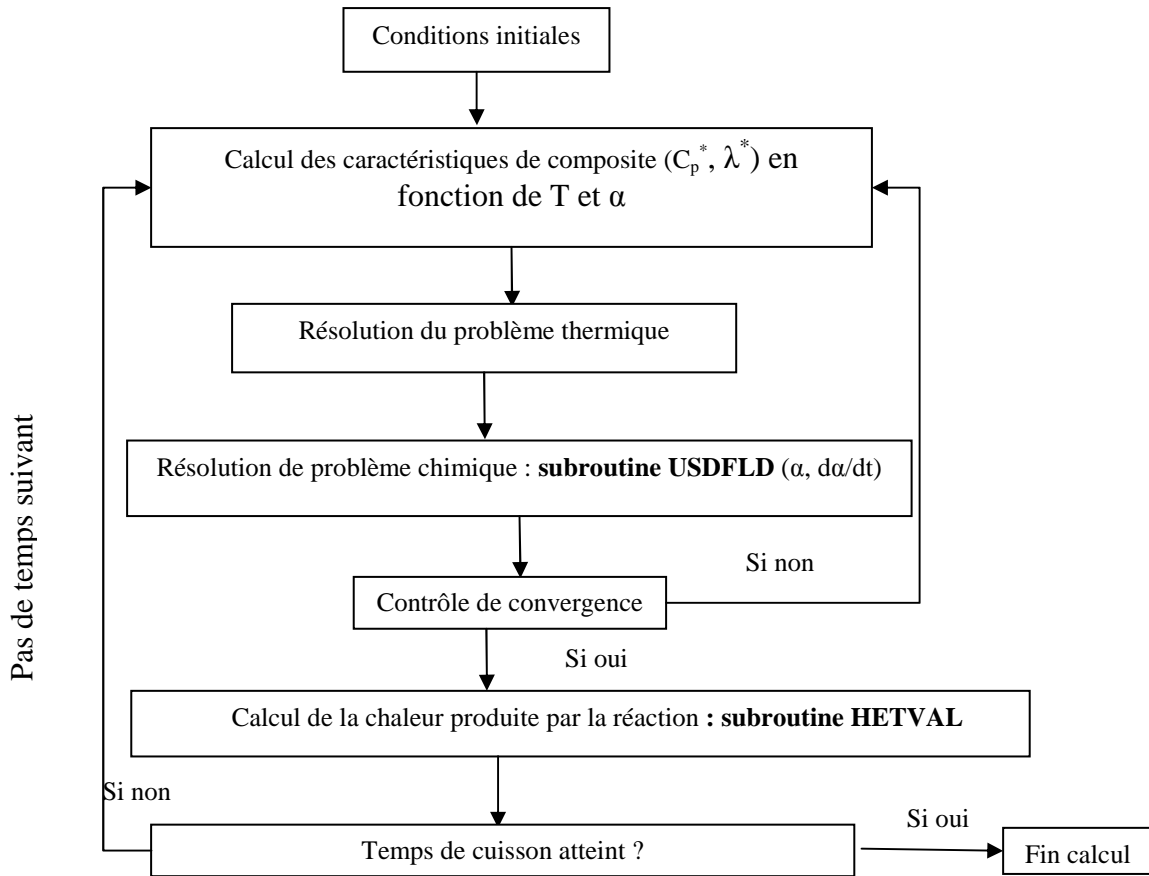 Conditions initiales
Calcul des caractéristiques de composite (Cp*, λ*) en
fonction de T et α
Résolution du problème thermique
Résolution de problème chimique : subroutine USDFLD (α, dα/dt)
Si non
Contrôle de convergence
Si oui
Calcul de la chaleur produite par la réaction : subroutine HETVAL
Pas de temps suivant
Si non
Temps de cuisson atteint ?
Si oui
Fin calcul